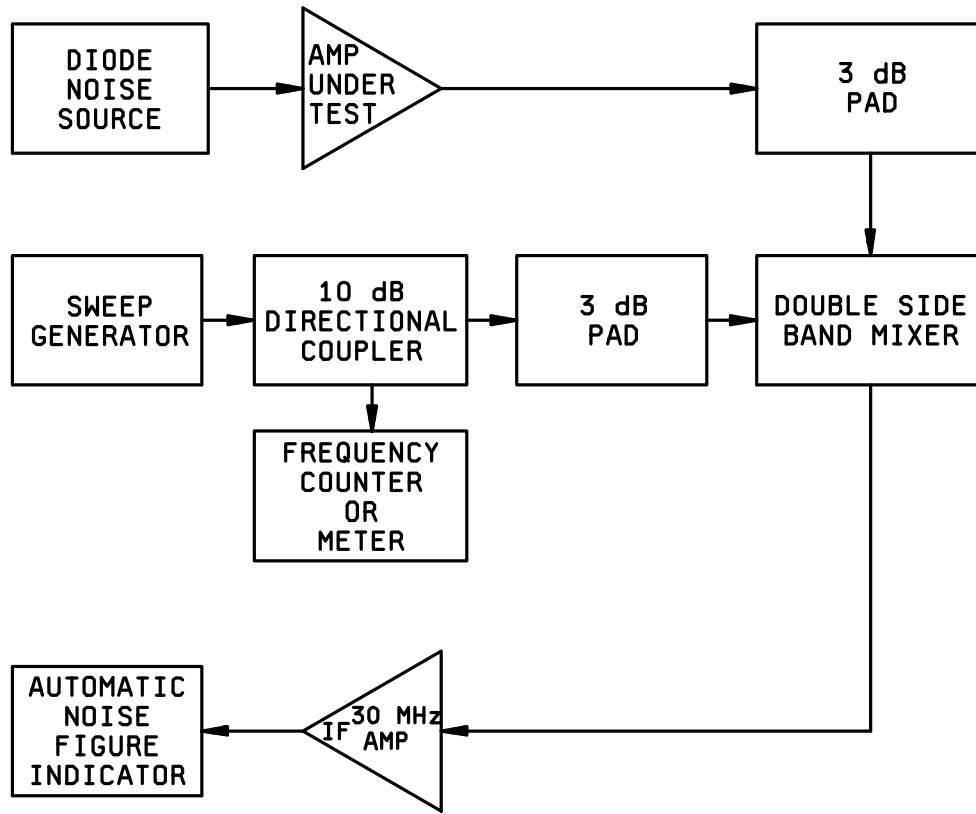 DIODE
NOISE
SOURCE
AMP
UNDER
TEST
3 dB
PAD
SWEEP
GENERATOR
10 dB
DIRECTIONAL
COUPLER
3 dB
PAD
DOUBLE SIDE
BAND MIXER
FREQUENCY
COUNTER
OR
METER
AUTOMATIC
NOISE
FIGURE
INDICATOR
IF 30 MHz
AMP